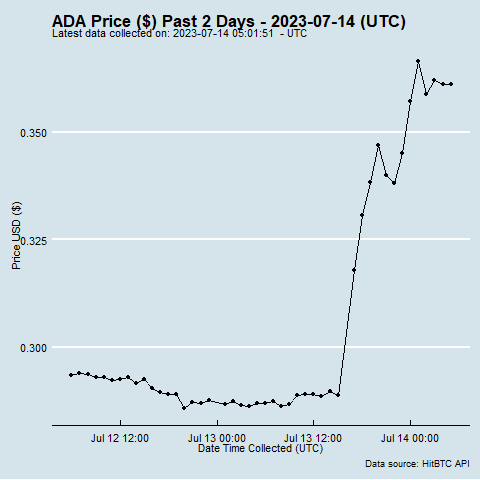 ADA Price ($) Past 2 Days - 2023-07-14 (UTC)
Latest data collected on: 2023-07-14 05:01:51 - UTC
Price USD ($)
0.350
0.325
0.300
Jul 12 12:00 Jul 13 00:00 Jul 13 12:00 Jul 14 00:00
Date Time Collected (UTC)
Data source: HitBTC API